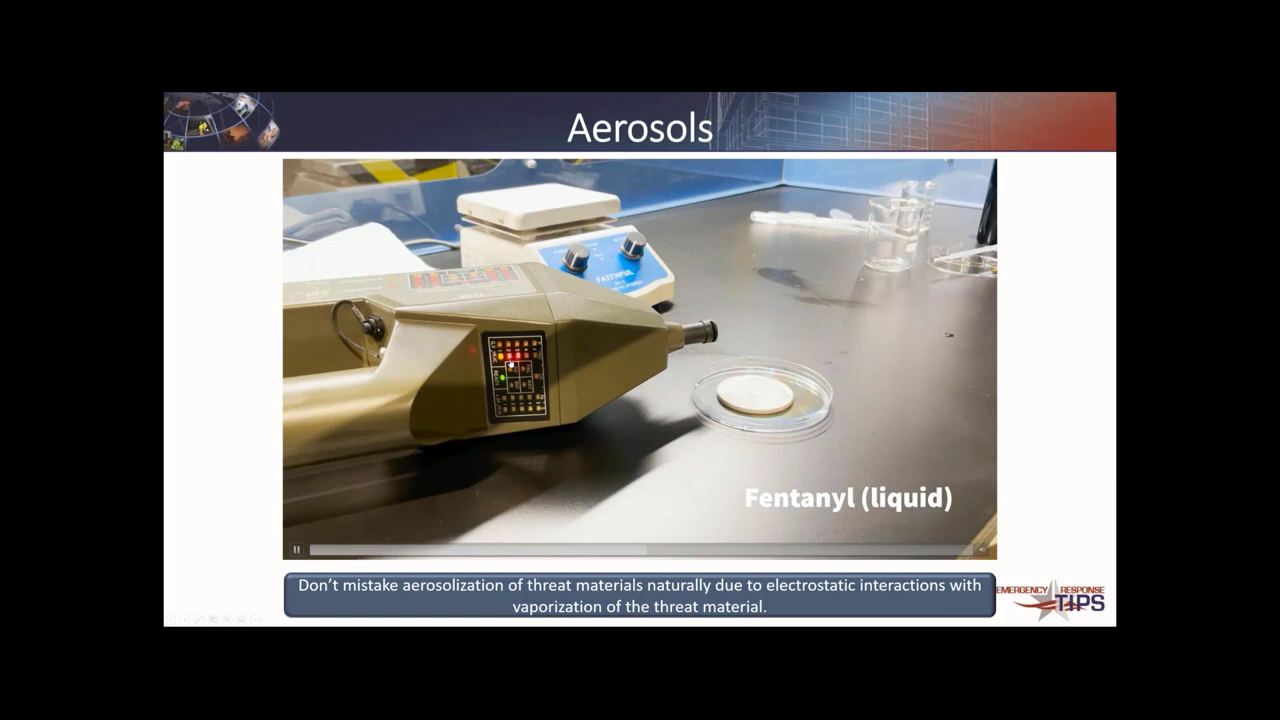 Aerosols
FAITHFUL
Fentanyl (liquid)
Don't mistake aerosolization of threat materials naturally due to electrostatic interactions with
vaporization of the threat material.
EMERGENCY RESPONSE
TIPS